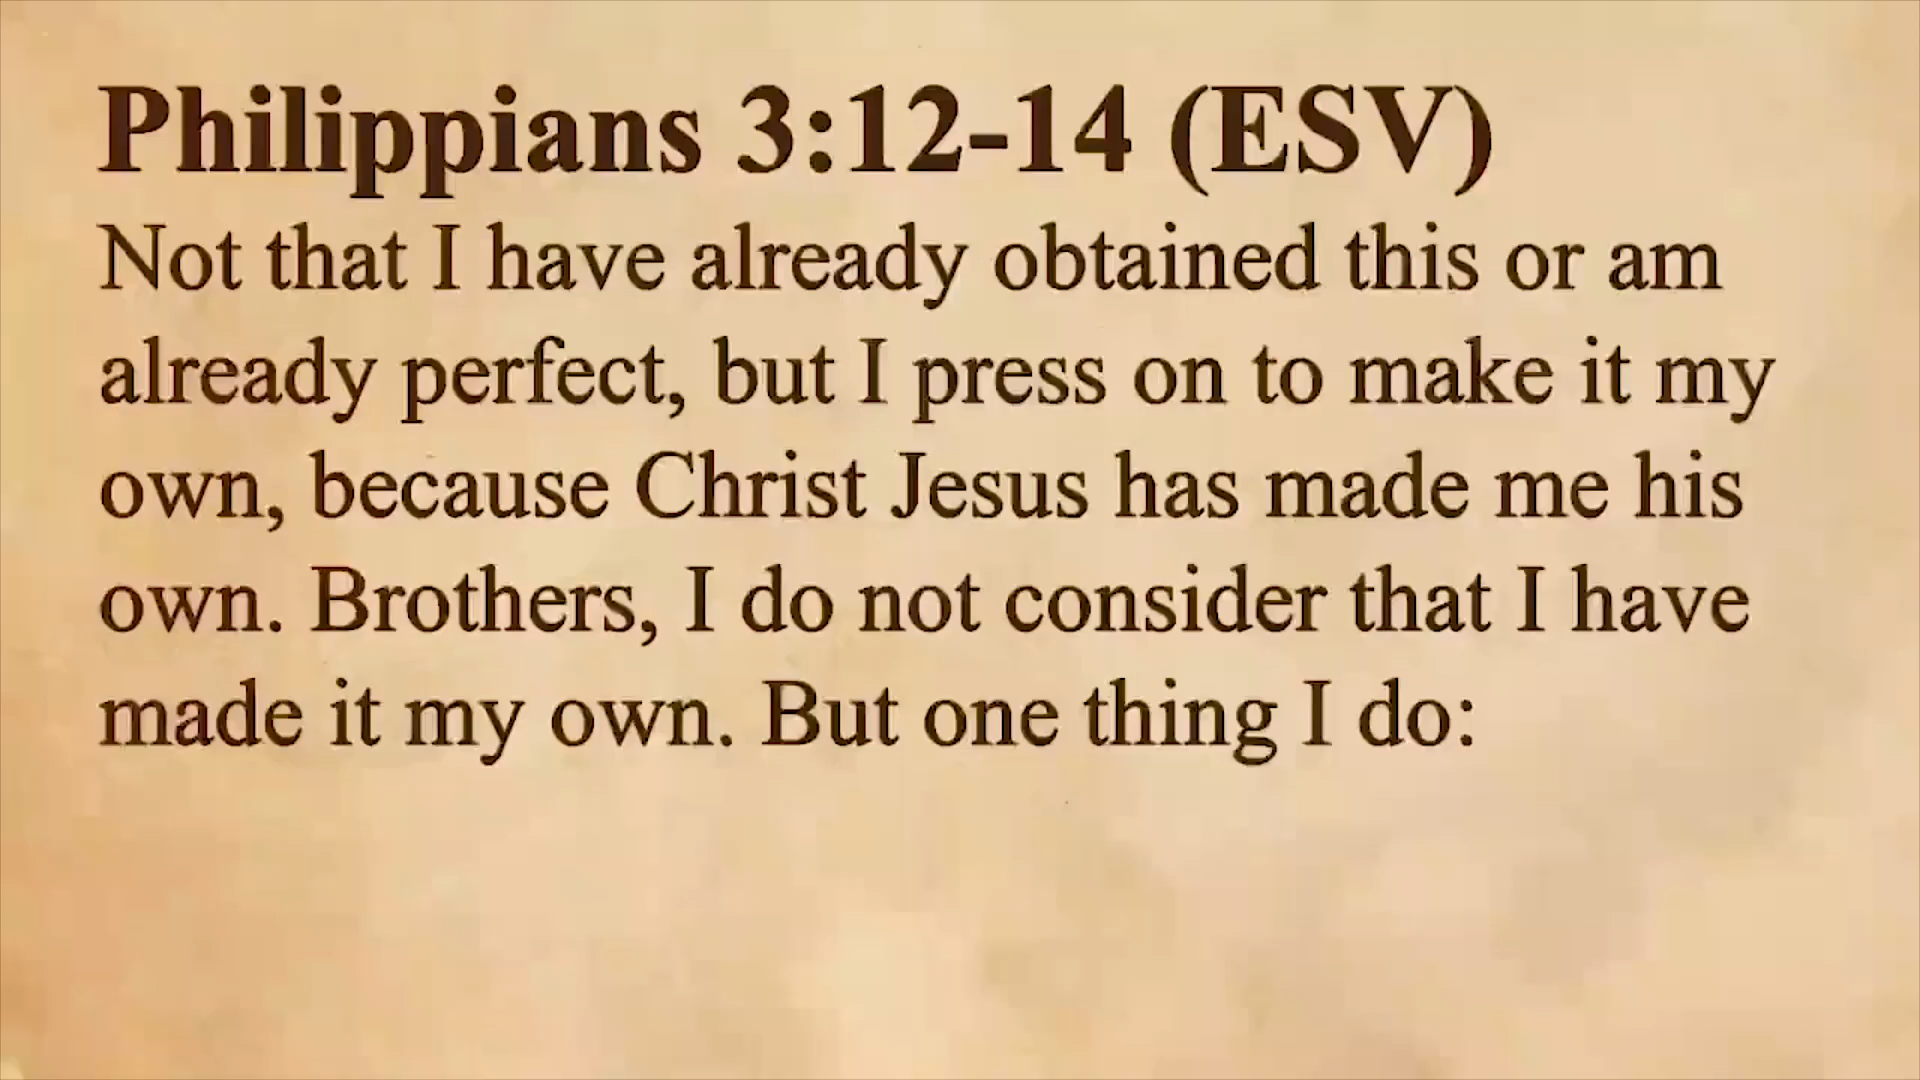 Philippians 3:12-14 (ESV)
Not that I have already obtained this or am
already perfect, but I press on to make it my
own, because Christ Jesus has made me his
own. Brothers, I do not consider that I have
made it my own. But one thing I do: